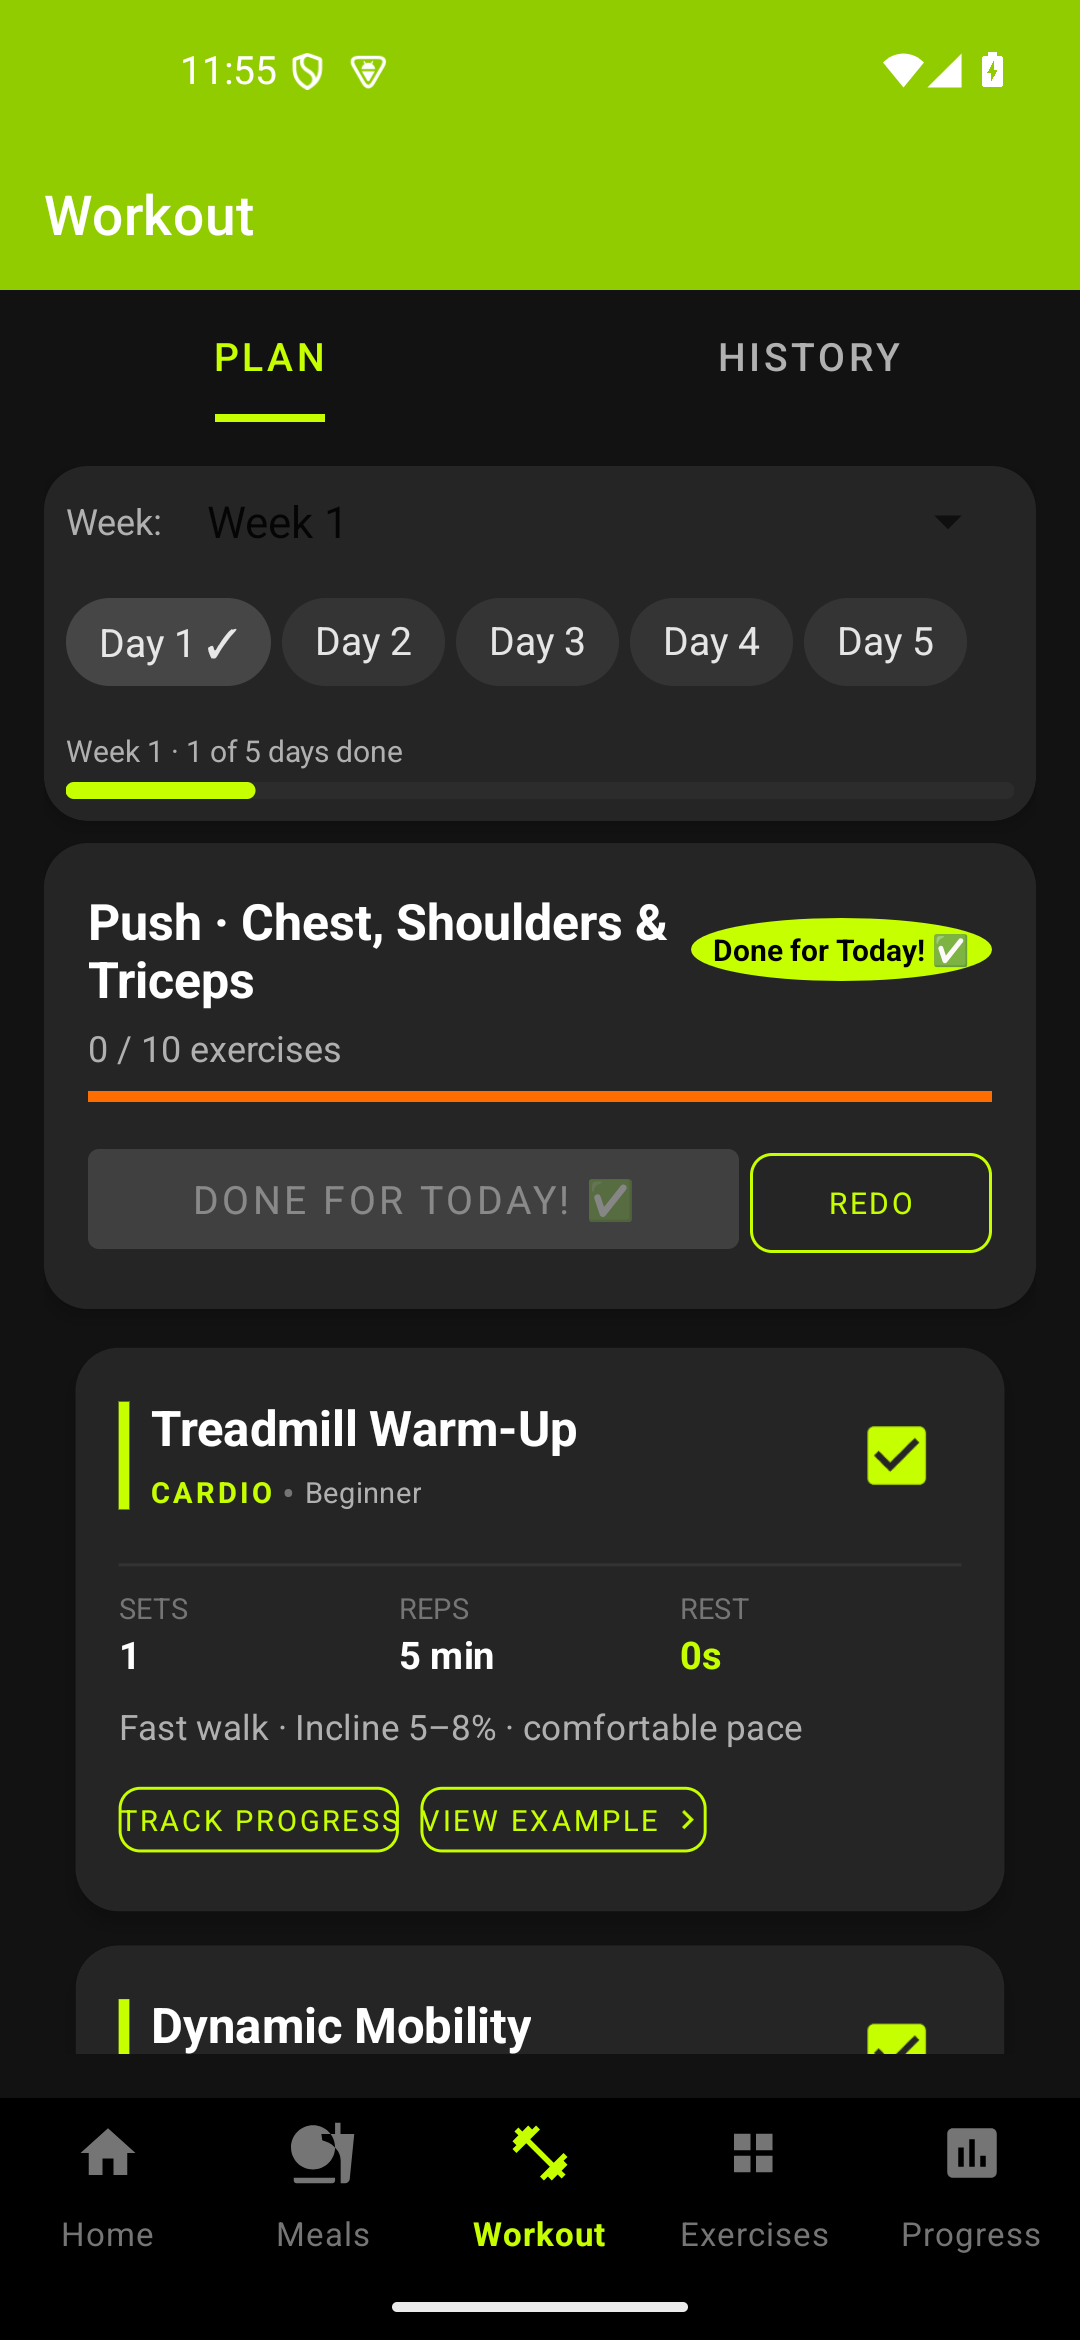 11:55
Workout
PLAN
HISTORY
Week: Week 1
Day 1 ✓
Day 2
Day 3
Day 4
Day 5
Week 1 · 1 of 5 days done
Push · Chest, Shoulders &
Triceps
Done for Today! ✅
0 / 10 exercises
DONE FOR TODAY! ✅
REDO
Treadmill Warm-Up
CARDIO • Beginner
SETS
REPS
REST
1
5 min
0s
Fast walk · Incline 5–8% · comfortable pace
TRACK PROGRESS
VIEW EXAMPLE
Dynamic Mobility
Home
Meals
Workout
Exercises
Progress